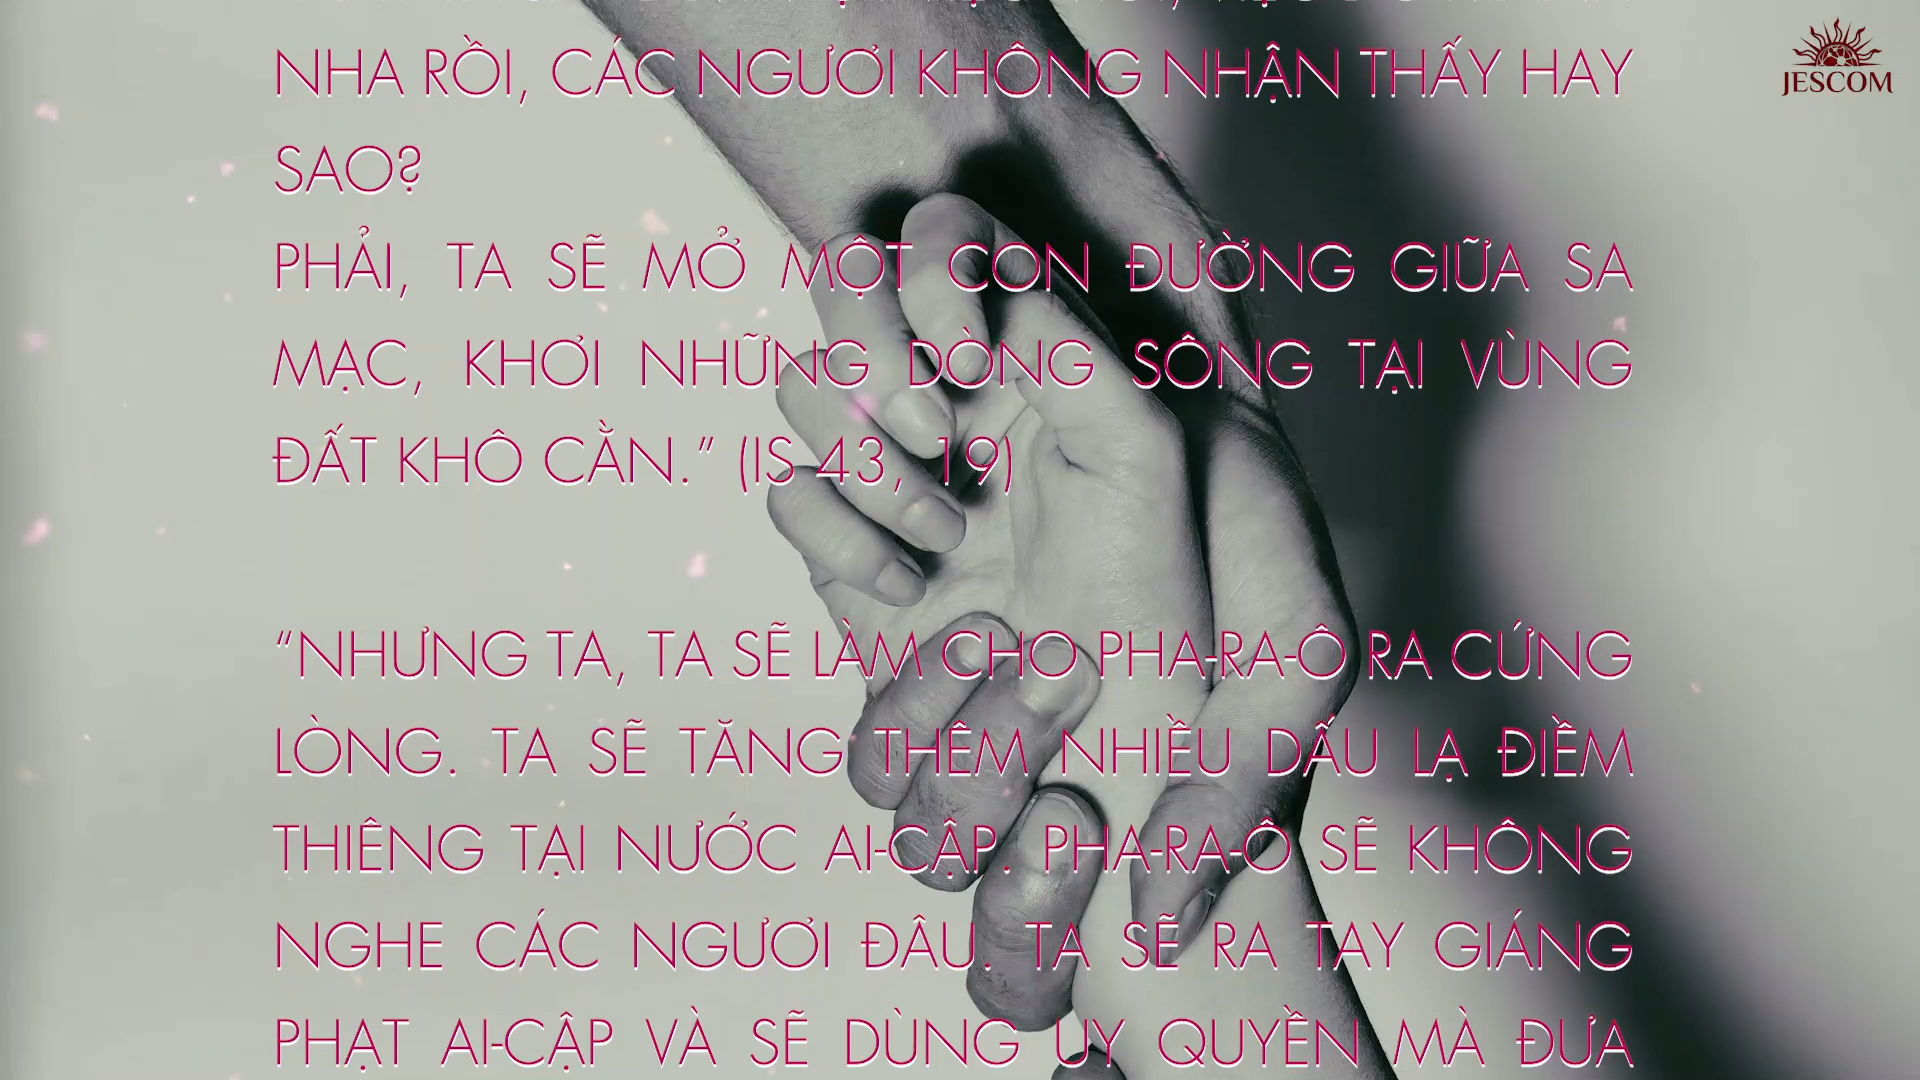 NHA RỒI, CÁC NGƯƠI KHÔNG NHẬN THẤY HAY
SAO?
PHẢI, TA SẼ MỞ MỘT CON ĐƯỜNG GIỮA SA
MẠC, KHƠI NHỮNG DÒNG SÔNG TẠI VÙNG
ĐẤT KHÔ CẰN.” (IS 43, 19)
“NHƯNG TA, TA SẼ LÀM CHO PHA-RA-Ô RA CỨNG
LÒNG. TA SẼ TĂNG THÊM NHIỀU DẤU LẠ ĐIỀM
THIÊNG TẠI NƯỚC AI-CẬP. PHA-RA-Ô SẼ KHÔNG
NGHE CÁC NGƯƠI ĐÂU. TA SẼ RA TAY GIÁNG
PHẠT AI-CẬP VÀ SẼ DÙNG UY QUYỀN MÀ ĐƯA
JESCOM